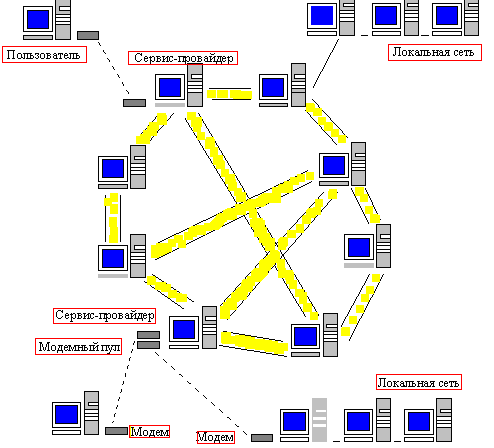 Пользователь
Сервис-провайдер
Локальная сеть
Сервис-провайдер
Модемный пул
Локальная сеть
Модем
Модем